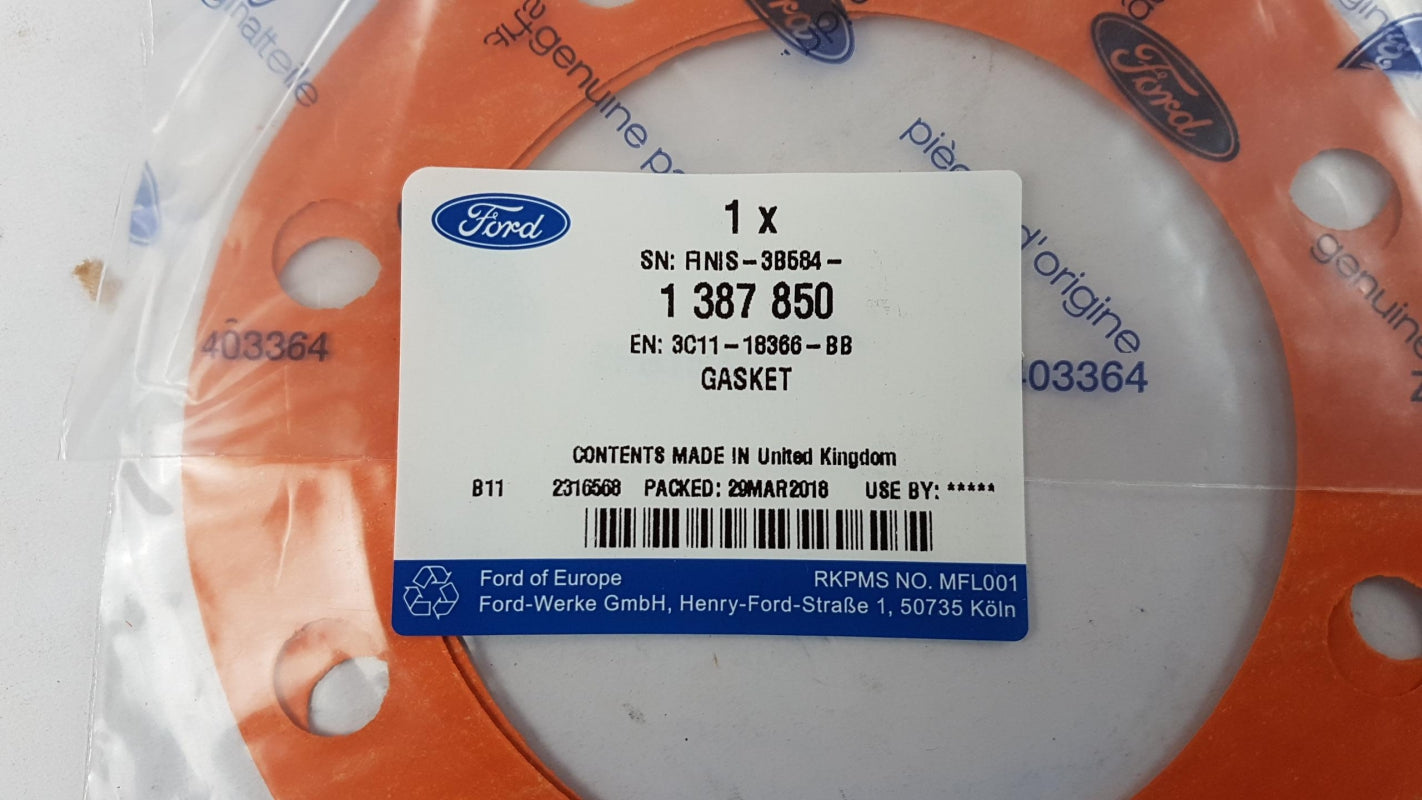 Ford
1 x
SN: FINIS-3B584-
1 387 850
EN: 3C11-18366-BB
GASKET
CONTENTS MADE IN United Kingdom
B11 2316568 PACKED: 29MAR2018 USE BY: *****
Ford of Europe RKPMS NO. MFL001
Ford-Werke GmbH, Henry-Ford-Straße 1, 50735 Köln
genuine
Ford
Ford
d'origine
genuine
403364
403364